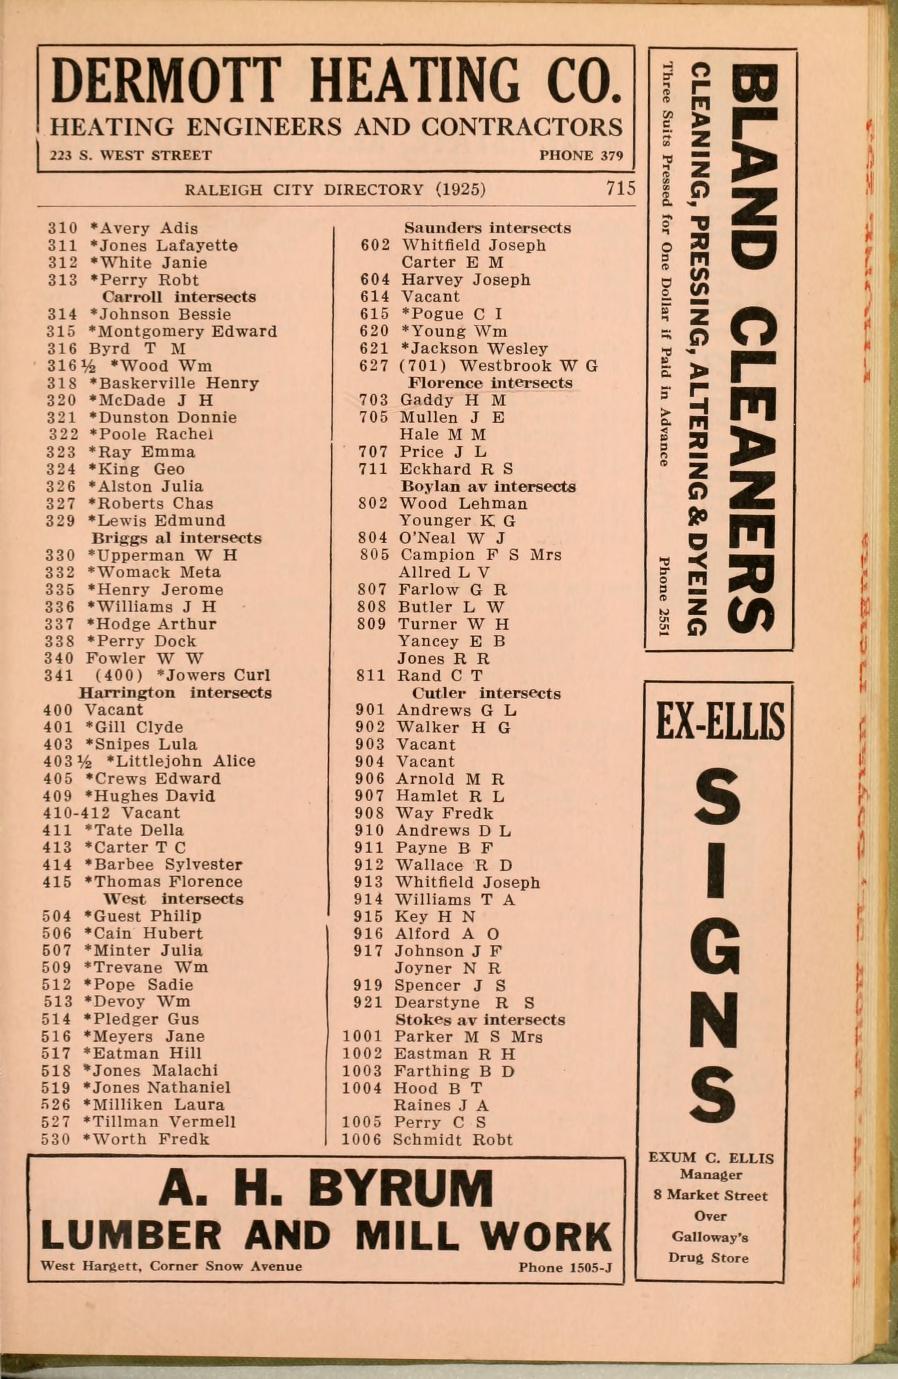 DERMOTT HEATING CO.
HEATING ENGINEERS AND CONTRACTORS
223 S. WEST STREET PHONE 379
RALEIGH CITY DIRECTORY (1925) 715
310 *Avery Adis
311 *Jones Lafayette
312 *White Janie
313 *Perry Robt
Carroll intersects
314 *Johnson Bessie
315 *Montgomery Edward
316 Byrd T M
316½ *Wood Wm
318 *Baskerville Henry
320 *McDade J H
321 *Dunston Donnie
322 *Poole Rachel
323 *Ray Emma
324 *King Geo
326 *Alston Julia
327 *Roberts Chas
329 *Lewis Edmund
Briggs al intersects
330 *Upperman W H
332 *Womack Meta
335 *Henry Jerome
336 *Williams J H
337 *Hodge Arthur
338 *Perry Dock
340 Fowler W W
341 (400) *Jowers Curl
Harrington intersects
400 Vacant
401 *Gill Clyde
403 *Snipes Lula
403½ *Littlejohn Alice
405 *Crews Edward
409 *Hughes David
410-412 Vacant
411 *Tate Della
413 *Carter T C
414 *Barbee Sylvester
415 *Thomas Florence
West intersects
504 *Guest Philip
506 *Cain Hubert
507 *Minter Julia
509 *Trevane Wm
512 *Pope Sadie
513 *Devoy Wm
514 *Pledger Gus
516 *Meyers Jane
517 *Eatman Hill
518 *Jones Malachi
519 *Jones Nathaniel
526 *Milliken Laura
527 *Tillman Vermell
530 *Worth Fredk
Saunders intersects
602 Whitfield Joseph
Carter E M
604 Harvey Joseph
614 Vacant
615 *Pogue C I
620 *Young Wm
621 *Jackson Wesley
627 (701) Westbrook W G
Florence intersects
703 Gaddy H M
705 Mullen J E
Hale M M
707 Price J L
711 Eckhard R S
Boylan av intersects
802 Wood Lehman
Younger K G
804 O'Neal W J
805 Campion F S Mrs
Allred L V
807 Farlow G R
808 Butler L W
809 Turner W H
Yancey E B
Jones R R
811 Rand C T
Cutler intersects
901 Andrews G L
902 Walker H G
903 Vacant
904 Vacant
906 Arnold M R
907 Hamlet R L
908 Way Fredk
910 Andrews D L
911 Payne B F
912 Wallace R D
913 Whitfield Joseph
914 Williams T A
915 Key H N
916 Alford A O
917 Johnson J F
Joyner N R
919 Spencer J S
921 Dearstyne R S
Stokes av intersects
1001 Parker M S Mrs
1002 Eastman R H
1003 Farthing B D
1004 Hood B T
Raines J A
1005 Perry C S
1006 Schmidt Robt
A. H. BYRUM
LUMBER AND MILL WORK
West Hargett, Corner Snow Avenue Phone 1505-J
BLAND CLEANERS
CLEANING, PRESSING, ALTERING & DYEING
Three Suits Pressed for One Dollar if Paid in Advance Phone 2551
EX-ELLIS
SIGNS
EXUM C. ELLIS
Manager
8 Market Street
Over
Galloway's
Drug Store